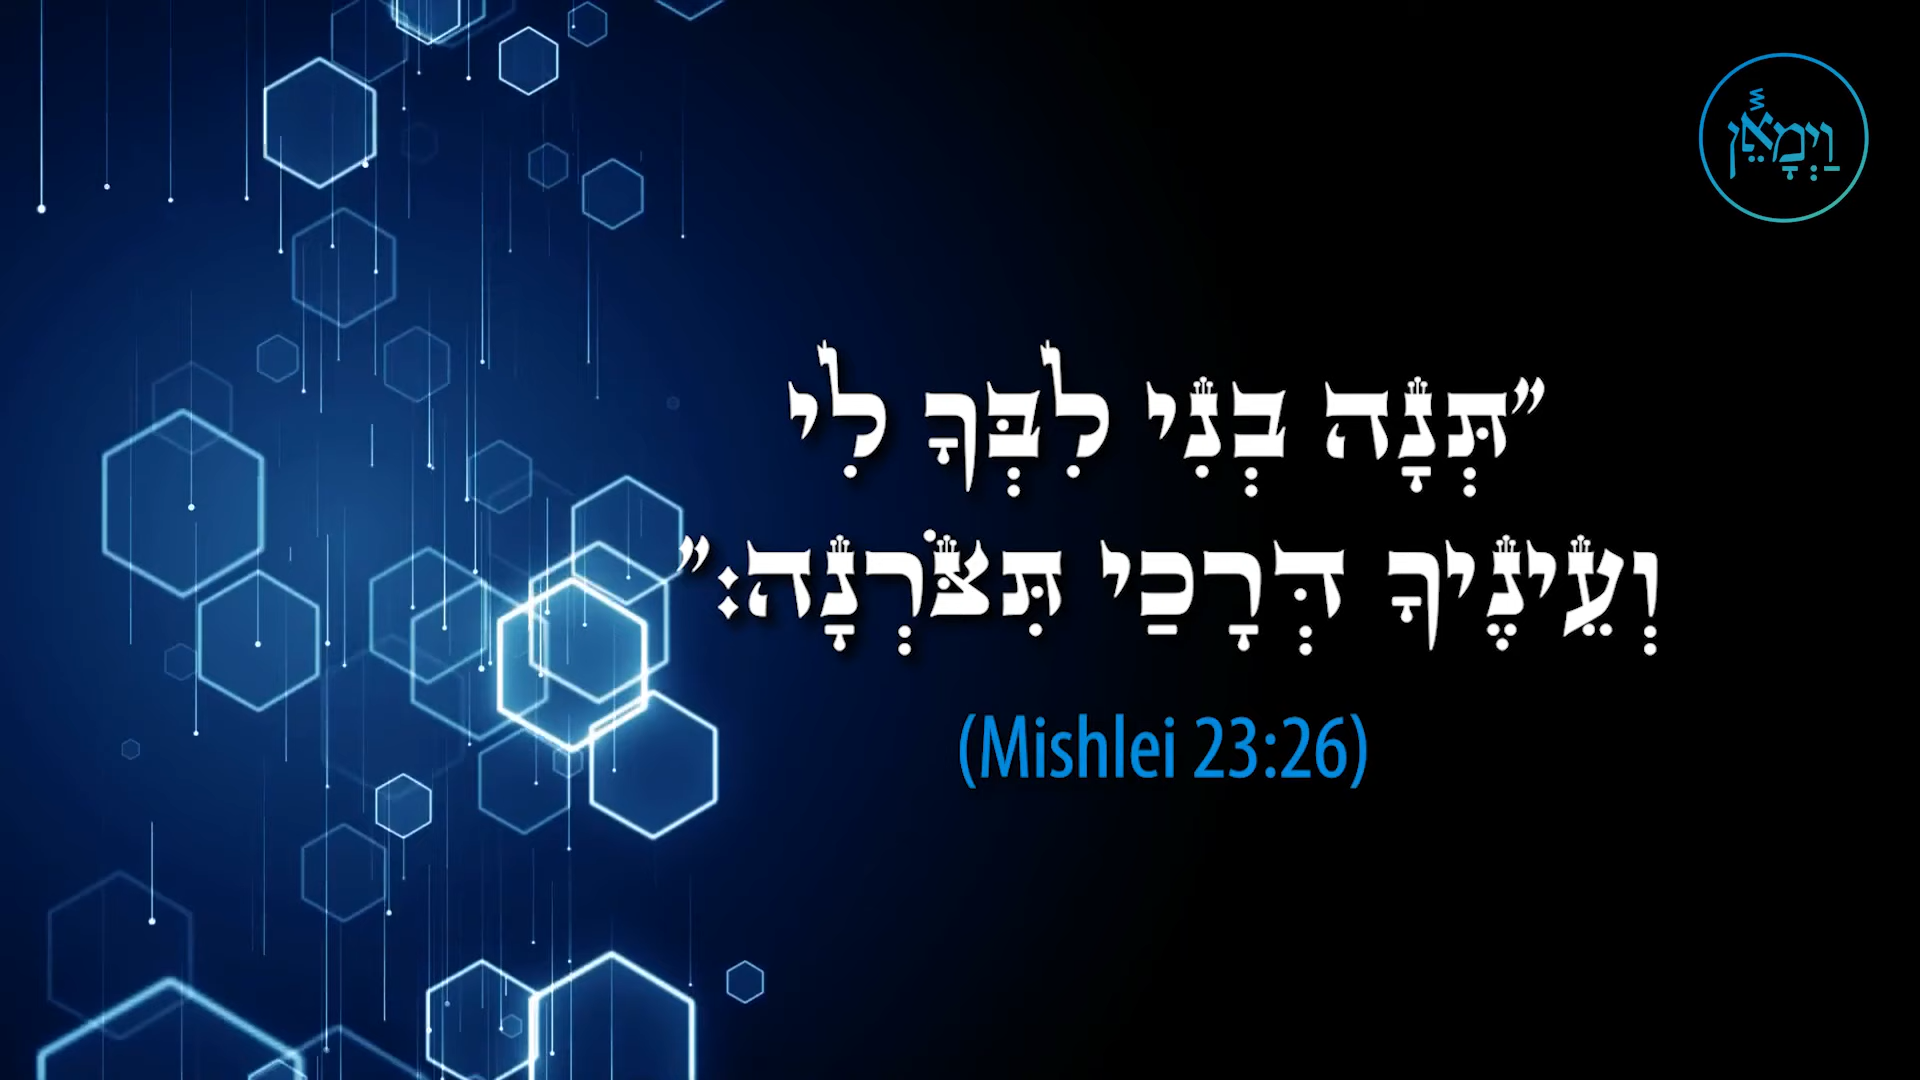 וַיְמָאֵ֓ן
”תְּנָה בְנִי לִבְּךָ לִי
וְעֵינֶיךָ דְּרָכַי תִּצֹּרְנָה׃”
(Mishlei 23:26)